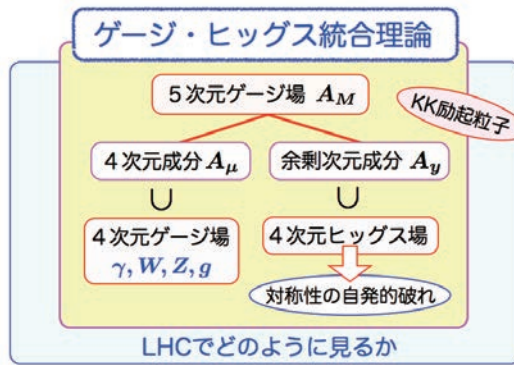 ゲージ・ヒッグス統合理論
5次元ゲージ場 A_M
KK励起粒子
4次元成分 A_μ
余剰次元成分 A_y
∪
∪
4次元ゲージ場
γ, W, Z, g
4次元ヒッグス場
対称性の自発的破れ
LHCでどのように見るか